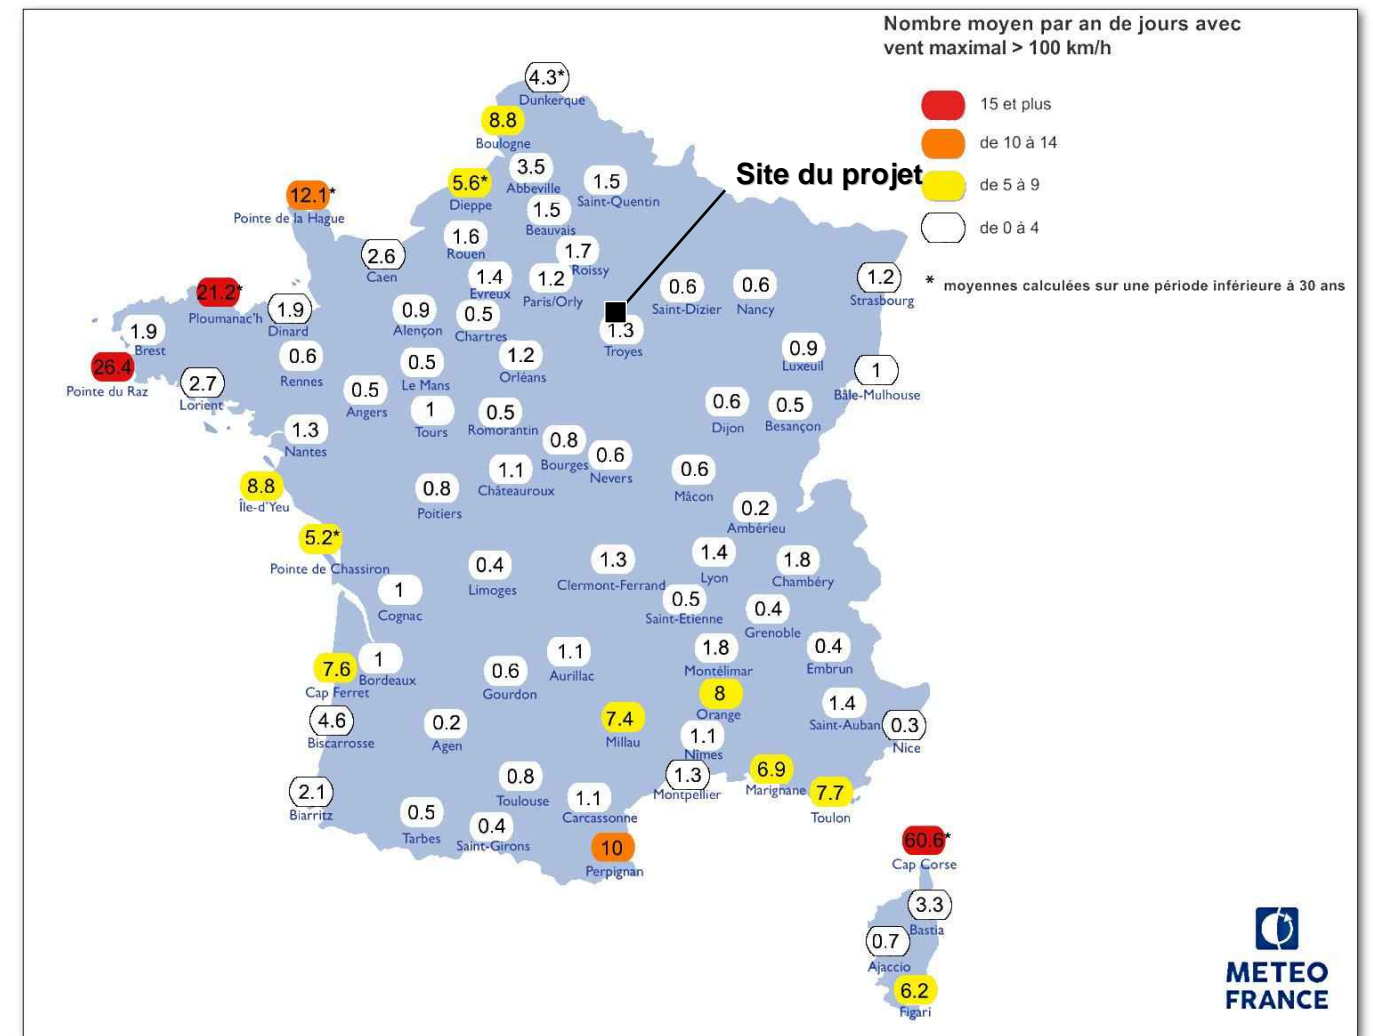 Nombre moyen par an de jours avec
vent maximal > 100 km/h
15 et plus
de 10 à 14
de 5 à 9
de 0 à 4
* moyennes calculées sur une période inférieure à 30 ans
Site du projet
4.3*
Dunkerque
8.8
Boulogne
3.5
Abbeville
5.6*
Dieppe
1.5
Saint-Quentin
12.1*
Pointe de la Hague
1.5
Beauvais
1.6
Rouen
1.7
Roissy
2.6
Caen
1.4
Evreux
1.2
Paris/Orly
0.6
Saint-Dizier
0.6
Nancy
1.2
Strasbourg
21.2*
Ploumanac'h
1.9
Dinard
0.9
Alençon
0.5
Chartres
1.3
Troyes
1.9
Brest
0.6
Rennes
0.5
Le Mans
1.2
Orléans
0.9
Luxeuil
26.4
Pointe du Raz
2.7
Lorient
1
Bâle-Mulhouse
0.5
Angers
1
Tours
0.5
Romorantin
0.6
Dijon
0.5
Besançon
1.3
Nantes
0.8
Bourges
0.6
Nevers
1.1
Châteauroux
0.6
Mâcon
8.8
Île-d'Yeu
0.8
Poitiers
0.2
Ambérieu
5.2*
Pointe de Chassiron
0.4
Limoges
1.3
Clermont-Ferrand
1.4
Lyon
1.8
Chambéry
1
Cognac
0.5
Saint-Etienne
0.4
Grenoble
7.6
Cap Ferret
1
Bordeaux
0.6
Gourdon
1.1
Aurillac
1.8
Montélimar
0.4
Embrun
8
Orange
4.6
Biscarrosse
0.2
Agen
7.4
Millau
1.1
Nîmes
1.4
Saint-Auban
0.3
Nice
2.1
Biarritz
0.8
Toulouse
1.1
Carcassonne
1.3
Montpellier
6.9
Marignane
7.7
Toulon
0.5
Tarbes
0.4
Saint-Girons
10
Perpignan
60.6*
Cap Corse
3.3
Bastia
0.7
Ajaccio
6.2
Figari
METEO
FRANCE